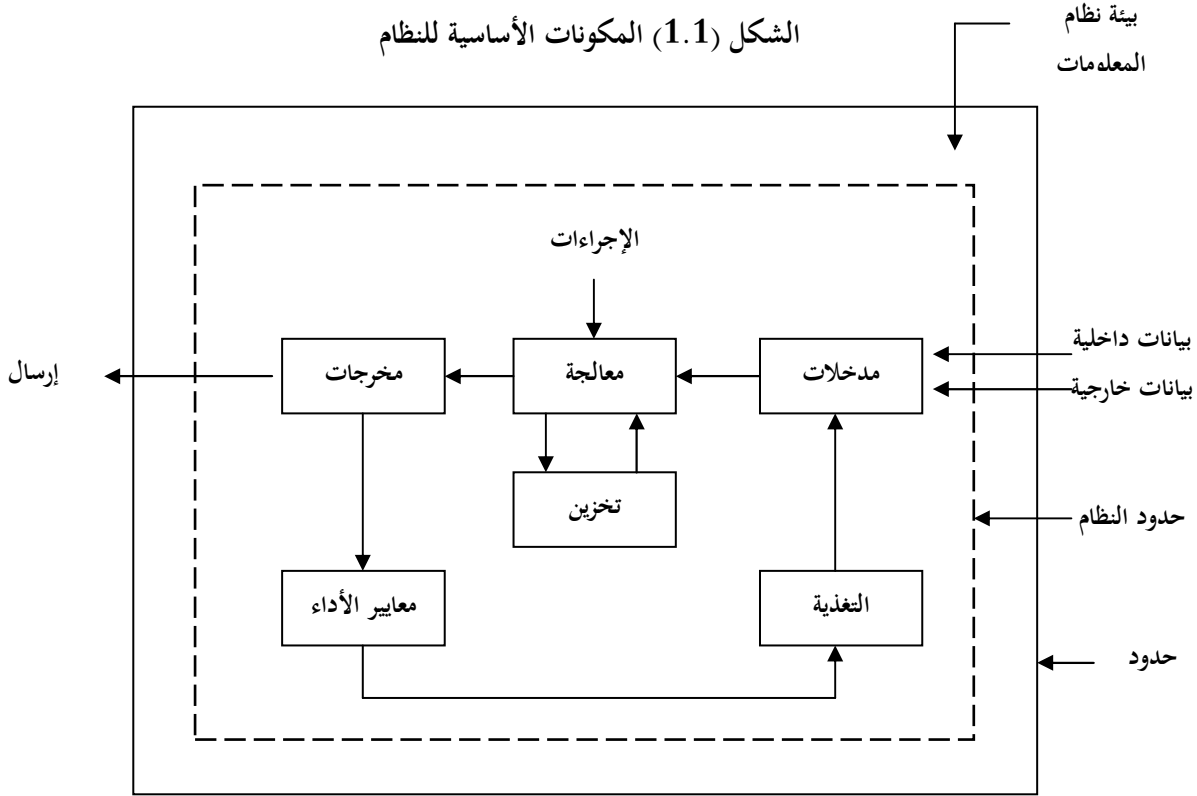 بيئة نظام
المعلومات
الشكل (1.1) المكونات الأساسية للنظام
الإجراءات
بيانات داخلية
بيانات خارجية
مدخلات
معالجة
مخرجات
إرسال
تخزين
حدود النظام
التغذية
معايير الأداء
حدود